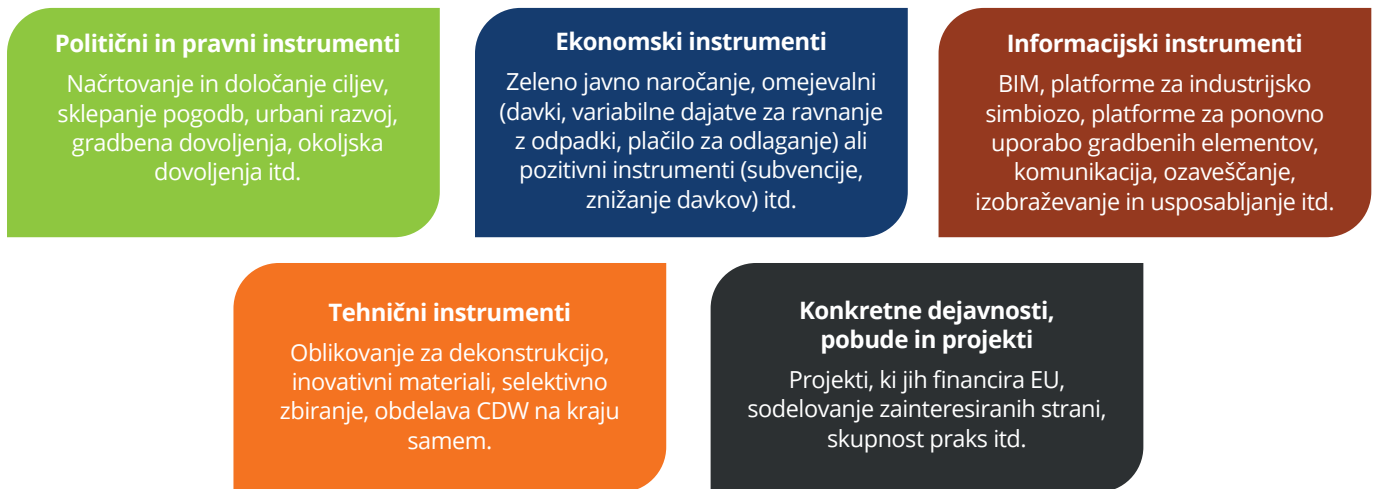 Politični in pravni instrumenti
Načrtovanje in določanje ciljev,
sklepanje pogodb, urbani razvoj,
gradbena dovoljenja, okoljska
dovoljenja itd.
Ekonomski instrumenti
Zeleno javno naročanje, omejevalni
(davki, variabilne dajatve za ravnanje
z odpadki, plačilo za odlaganje) ali
pozitivni instrumenti (subvencije,
znižanje davkov) itd.
Informacijski instrumenti
BIM, platforme za industrijsko
simbiozo, platforme za ponovno
uporabo gradbenih elementov,
komunikacija, ozaveščanje,
izobraževanje in usposabljanje itd.
Tehnični instrumenti
Oblikovanje za dekonstrukcijo,
inovativni materiali, selektivno
zbiranje, obdelava CDW na kraju
samem.
Konkretne dejavnosti,
pobude in projekti
Projekti, ki jih financira EU,
sodelovanje zainteresiranih strani,
skupnost praks itd.